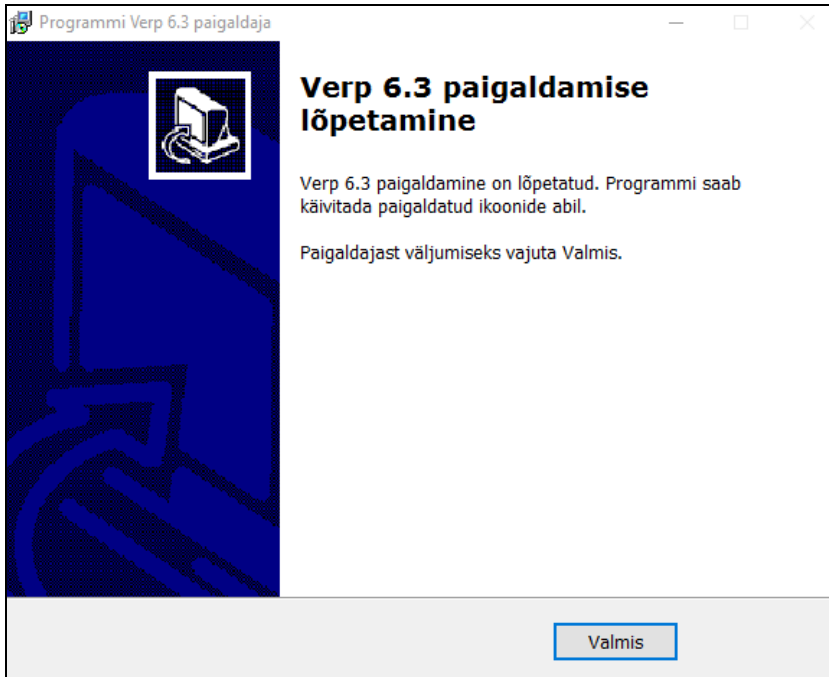 Programmi Verp 6.3 paigaldaja
Verp 6.3 paigaldamise
lõpetamine
Verp 6.3 paigaldamine on lõpetatud. Programmi saab
käivitada paigaldatud ikoonide abil.
Paigaldajast väljumiseks vajuta Valmis.
Valmis